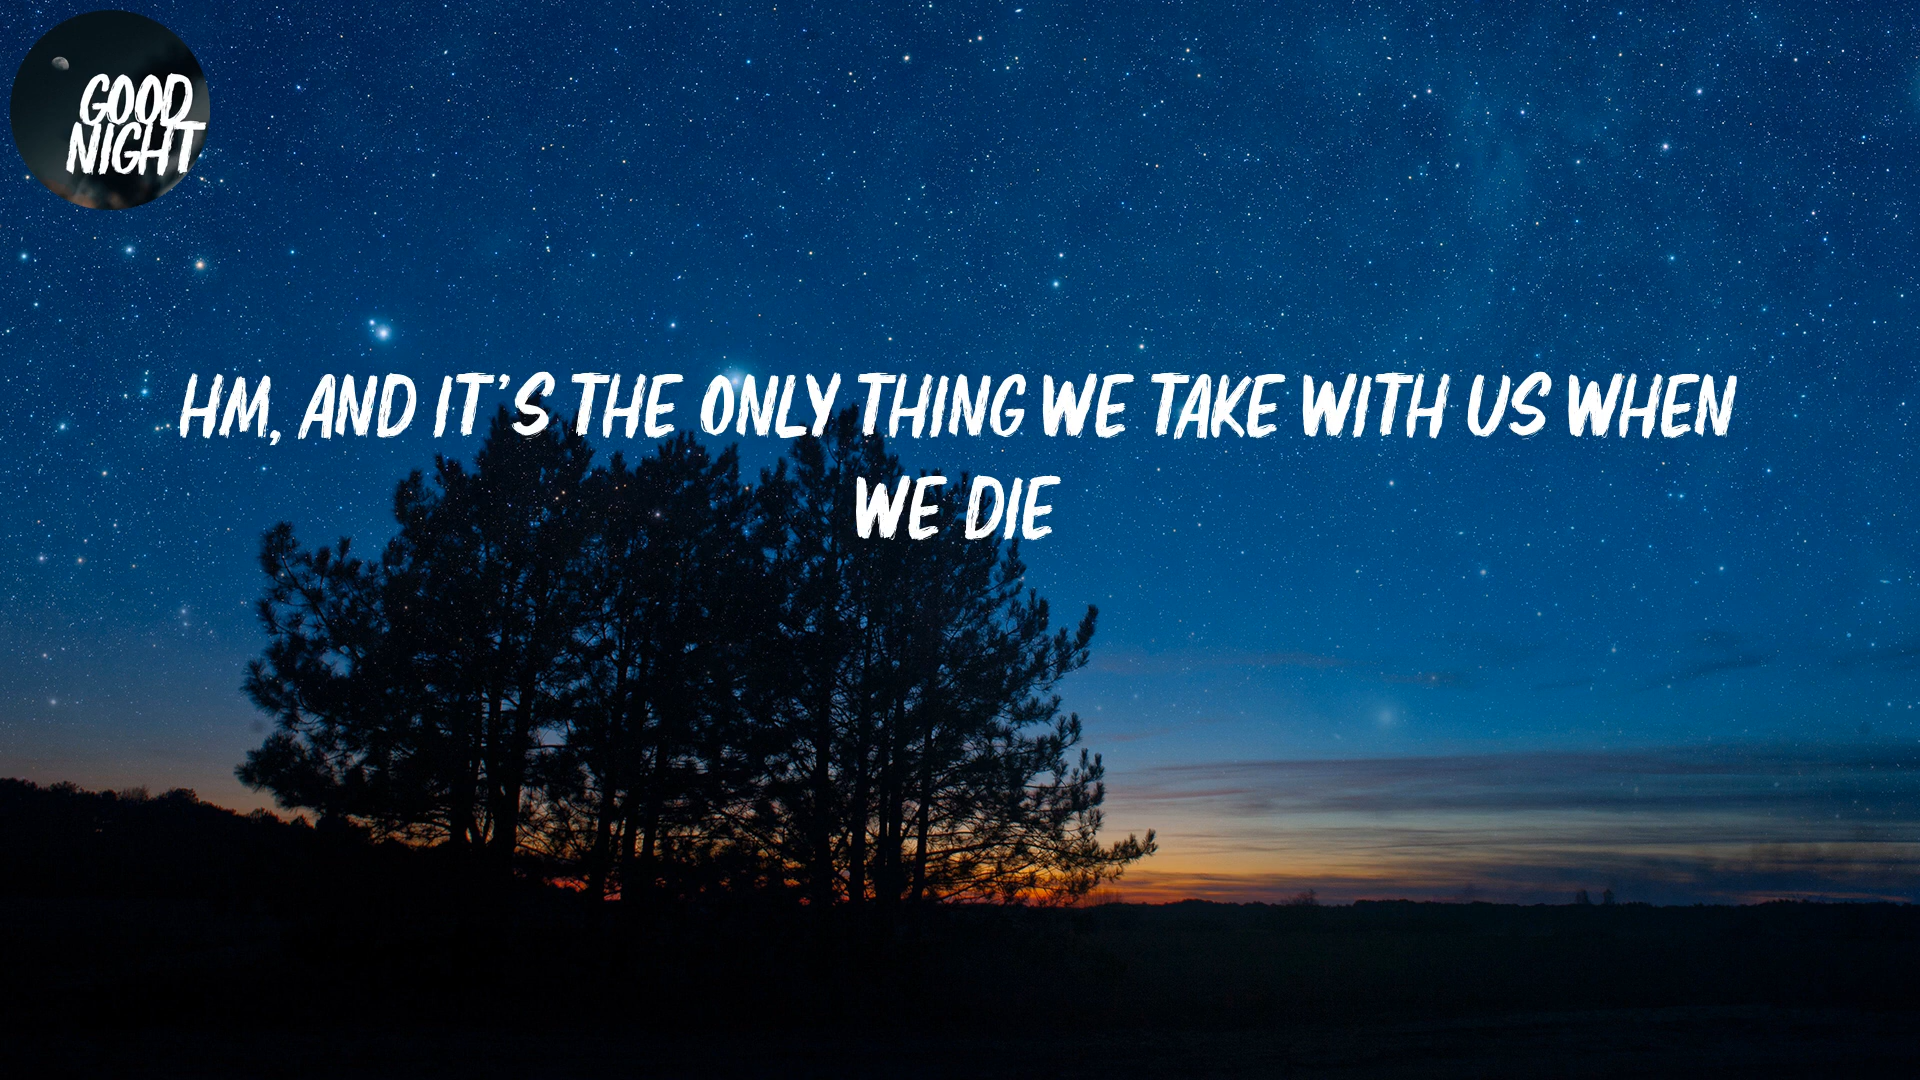 GOOD
NIGHT
HM, AND IT'S THE ONLY THING WE TAKE WITH US WHEN
WE DIE